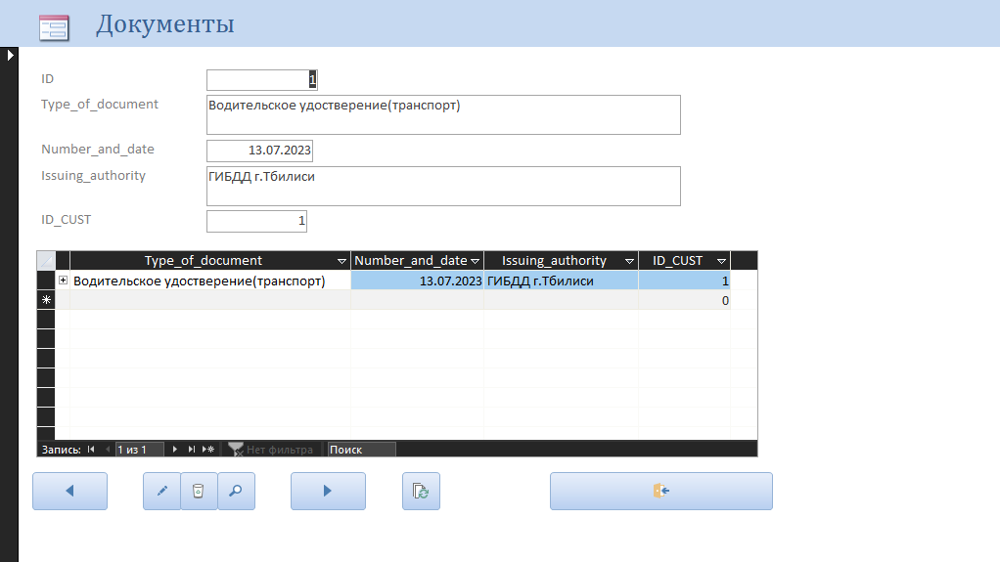 Документы
ID
1
Type_of_document
Водительское удостверение(транспорт)
Number_and_date
13.07.2023
Issuing_authority
ГИБДД г.Тбилиси
ID_CUST
1
Type_of_document Number_and_date Issuing_authority ID_CUST
Водительское удостверение(транспорт) 13.07.2023 ГИБДД г.Тбилиси 1
0
Запись: 1 из 1 Нет фильтра Поиск